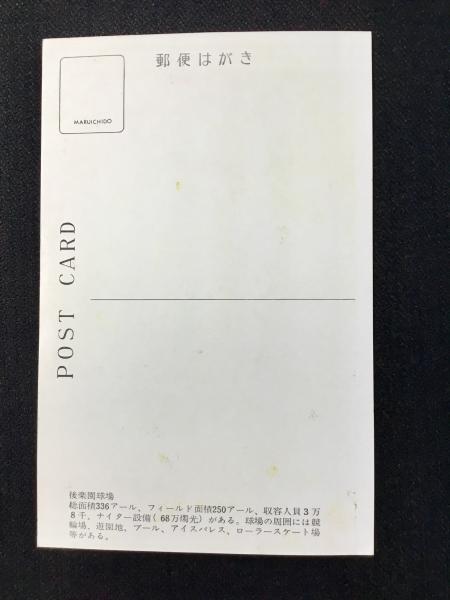 郵便はがき
MARUICHIDO
POST CARD
後楽園球場
総面積336アール、フィールド面積250アール、収容人員3万
8千、ナイター設備(68万燭光)がある。球場の周囲には競
輪場、遊園地、プール、アイスパレス、ローラースケート場
等がある。